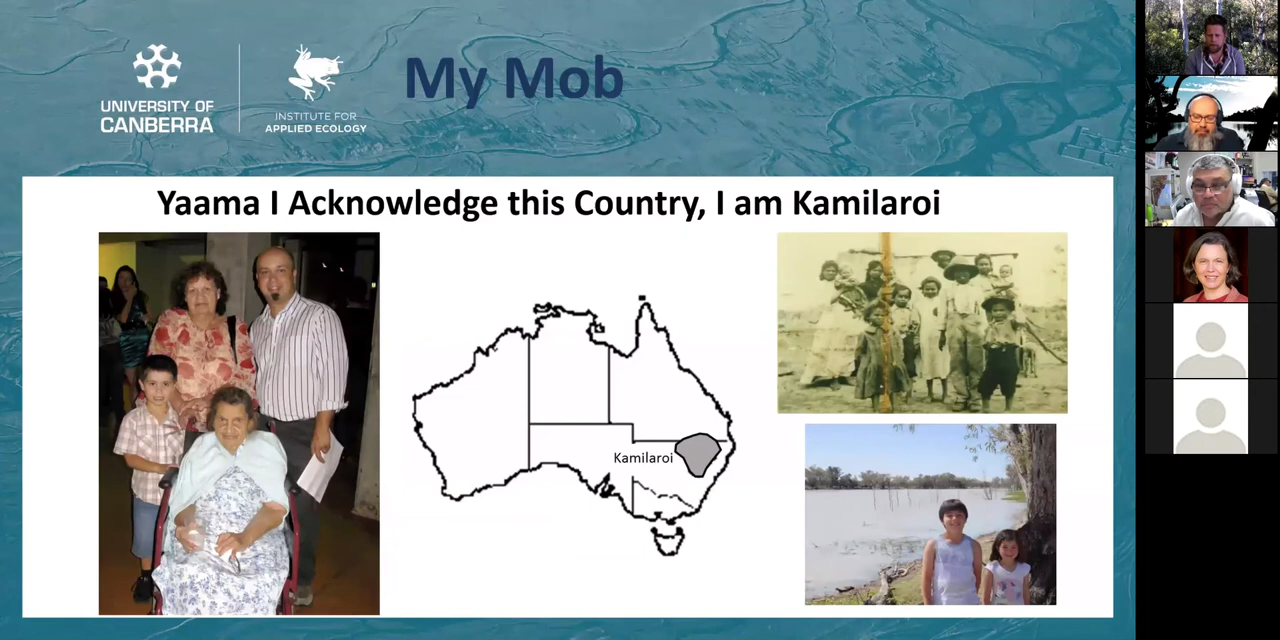 My Mob
UNIVERSITY OF
CANBERRA
INSTITUTE FOR
APPLIED ECOLOGY
Yaama I Acknowledge this Country, I am Kamilaroi
Kamilaroi